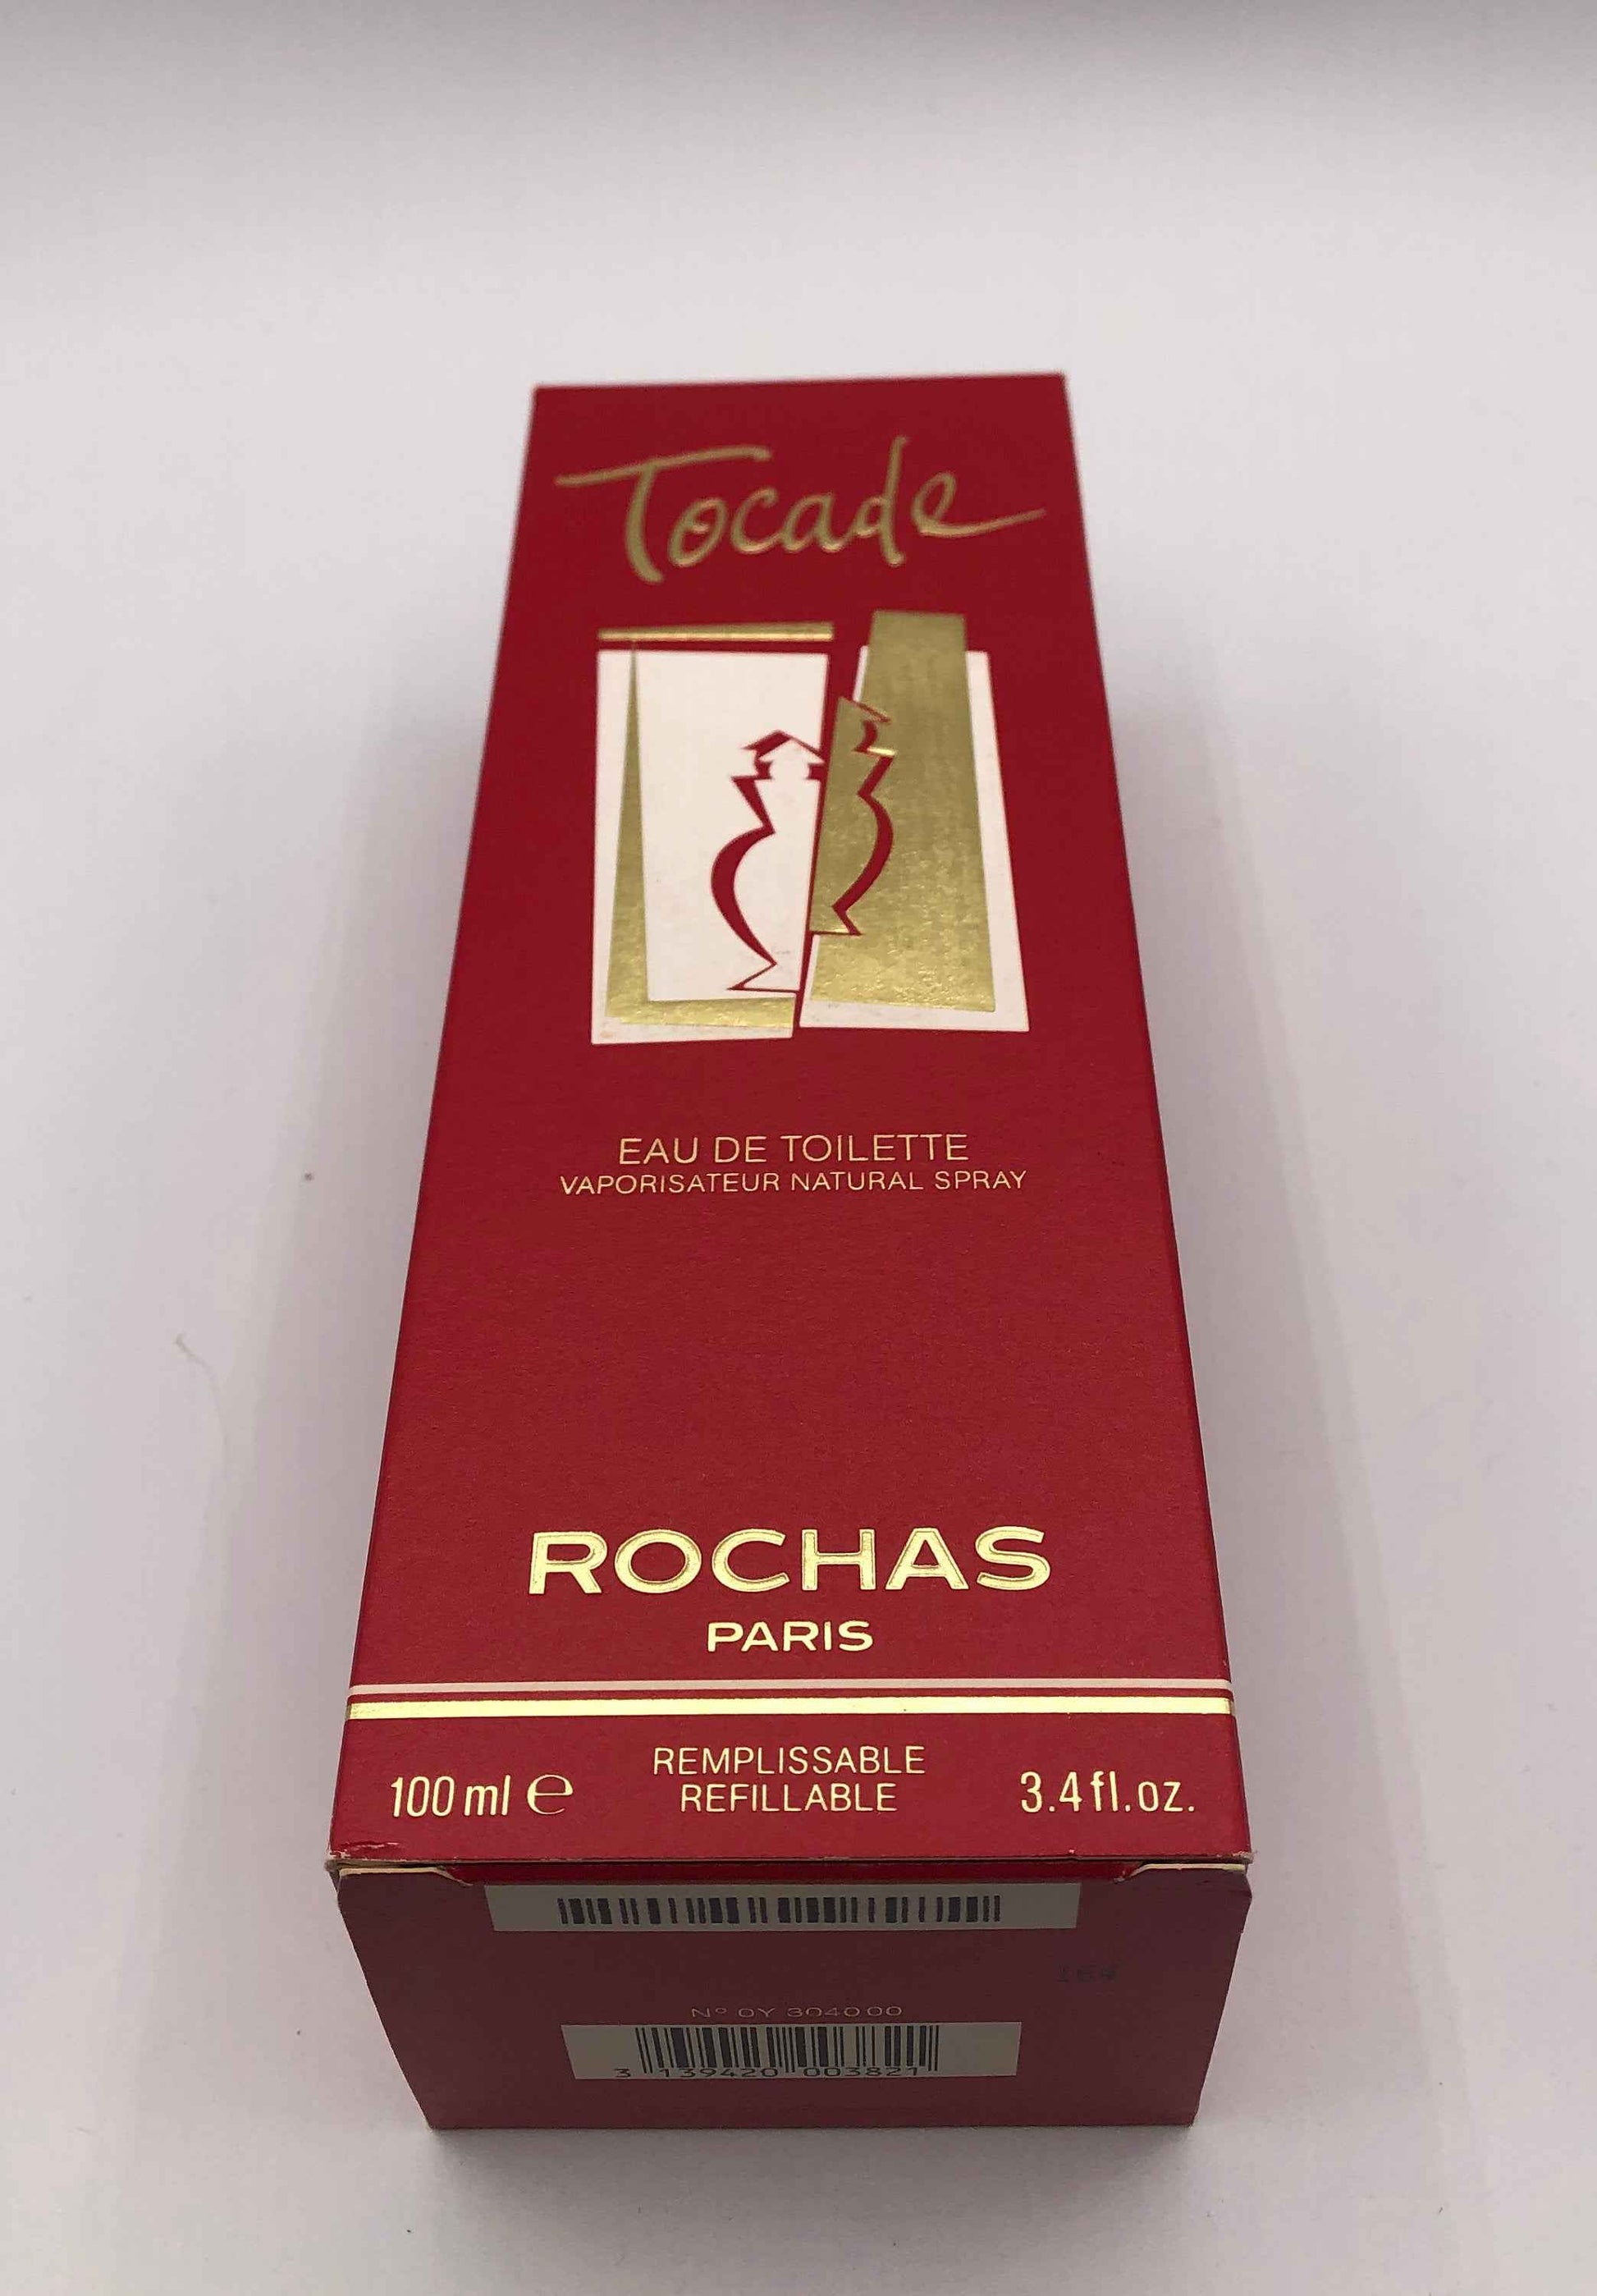 Tocade
EAU DE TOILETTE
VAPORISATEUR NATURAL SPRAY
ROCHAS
PARIS
100 ml ℮
REMPLISSABLE
REFILLABLE
3.4 fl.oz.
Nº 0Y 304000
3 139420 003821